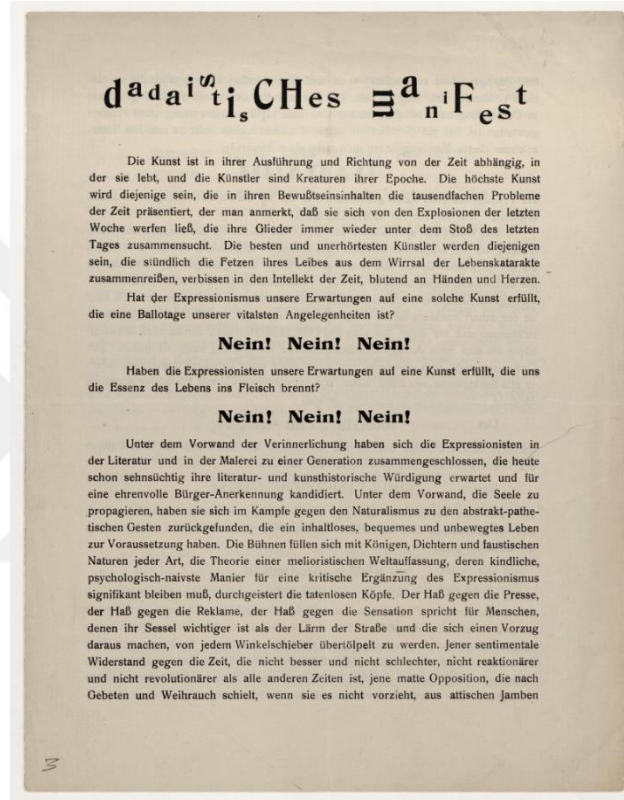 dadaistisCHes maniFest
Die Kunst ist in ihrer Ausführung und Richtung von der Zeit abhängig, in
der sie lebt, und die Künstler sind Kreaturen ihrer Epoche. Die höchste Kunst
wird diejenige sein, die in ihren Bewußtseinsinhalten die tausendfachen Probleme
der Zeit präsentiert, der man anmerkt, daß sie sich von den Explosionen der letzten
Woche werfen ließ, die ihre Glieder immer wieder unter dem Stoß des letzten
Tages zusammensucht. Die besten und unerhörtesten Künstler werden diejenigen
sein, die stündlich die Fetzen ihres Leibes aus dem Wirrsal der Lebenskatarakte
zusammenreißen, verbissen in den Intellekt der Zeit, blutend an Händen und Herzen.
Hat der Expressionismus unsere Erwartungen auf eine solche Kunst erfüllt,
die eine Ballotage unserer vitalsten Angelegenheiten ist?
Nein! Nein! Nein!
Haben die Expressionisten unsere Erwartungen auf eine Kunst erfüllt, die uns
die Essenz des Lebens ins Fleisch brennt?
Nein! Nein! Nein!
Unter dem Vorwand der Verinnerlichung haben sich die Expressionisten in
der Literatur und in der Malerei zu einer Generation zusammengeschlossen, die heute
schon sehnsüchtig ihre literatur- und kunsthistorische Würdigung erwartet und für
eine ehrenvolle Bürger-Anerkennung kandidiert. Unter dem Vorwand, die Seele zu
propagieren, haben sie sich im Kampfe gegen den Naturalismus zu den abstrakt-pathe-
tischen Gesten zurückgefunden, die ein inhaltloses, bequemes und unbewegtes Leben
zur Voraussetzung haben. Die Bühnen füllen sich mit Königen, Dichtern und faustischen
Naturen jeder Art, die Theorie einer melioristischen Weltauffassung, deren kindliche,
psychologisch-naivste Manier für eine kritische Ergänzung des Expressionismus
signifikant bleiben muß, durchgeistert die tatenlosen Köpfe. Der Haß gegen die Presse,
der Haß gegen die Reklame, der Haß gegen die Sensation spricht für Menschen,
denen ihr Sessel wichtiger ist als der Lärm der Straße und die sich einen Vorzug
daraus machen, von jedem Winkelschieber übertölpelt zu werden. Jener sentimentale
Widerstand gegen die Zeit, die nicht besser und nicht schlechter, nicht reaktionärer
und nicht revolutionärer als alle anderen Zeiten ist, jene matte Opposition, die nach
Gebeten und Weihrauch schielt, wenn sie es nicht vorzieht, aus attischen Jamben
3